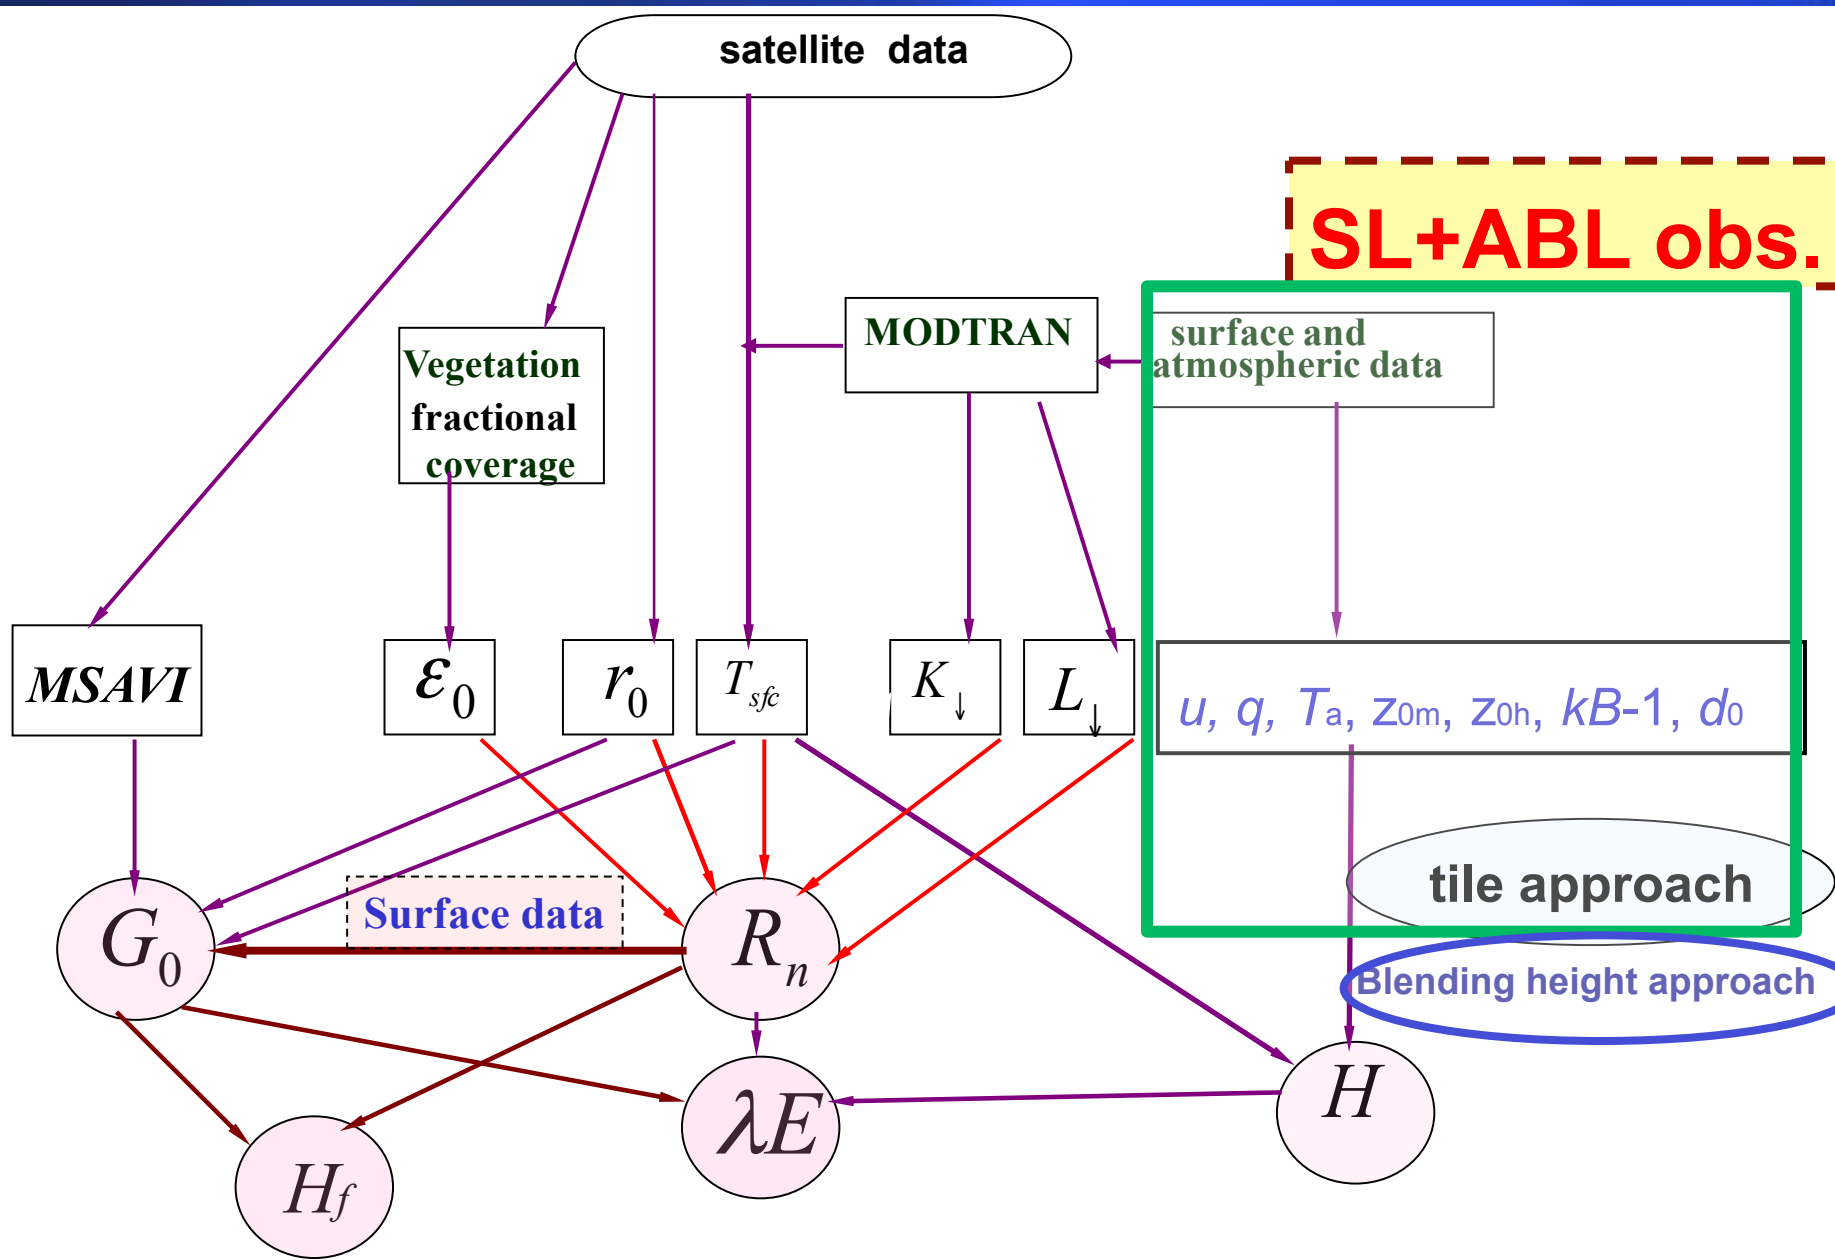 satellite data
SL+ABL obs.
MODTRAN
surface and
atmospheric data
Vegetation
fractional
coverage
MSAVI
ε0
r0
Tsfc
K↓
L↓
u, q, Ta, z0m, z0h, kB-1, d0
tile approach
Surface data
G0
Rn
Blending height approach
H
λE
Hf